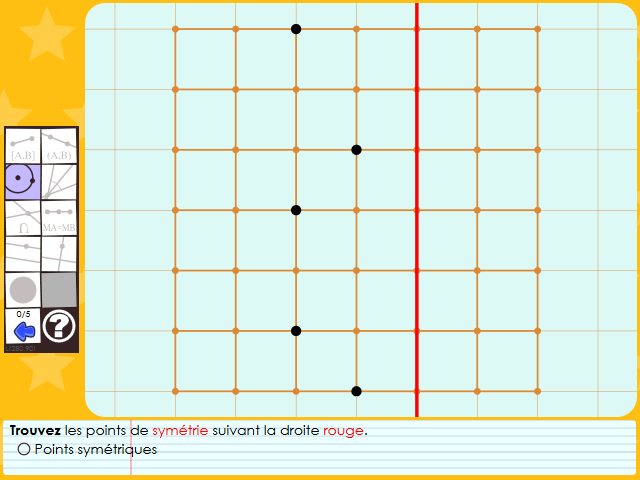 [A,B]
(A,B)
∩
MA=MB
0/5
?
Trouvez les points de symétrie suivant la droite rouge.
Points symétriques